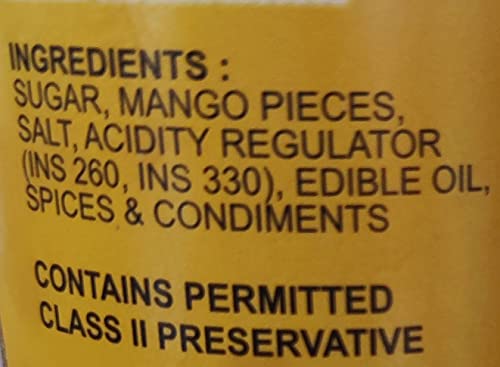 INGREDIENTS :
SUGAR, MANGO PIECES,
SALT, ACIDITY REGULATOR
(INS 260, INS 330), EDIBLE OIL,
SPICES & CONDIMENTS
CONTAINS PERMITTED
CLASS II PRESERVATIVE